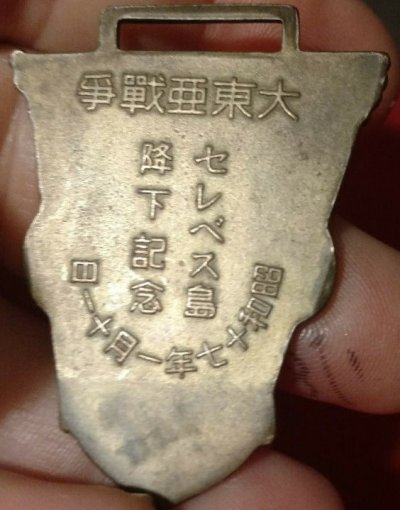 大東亜戰爭
セレベス島
降下記念
昭和十七年一月十一日